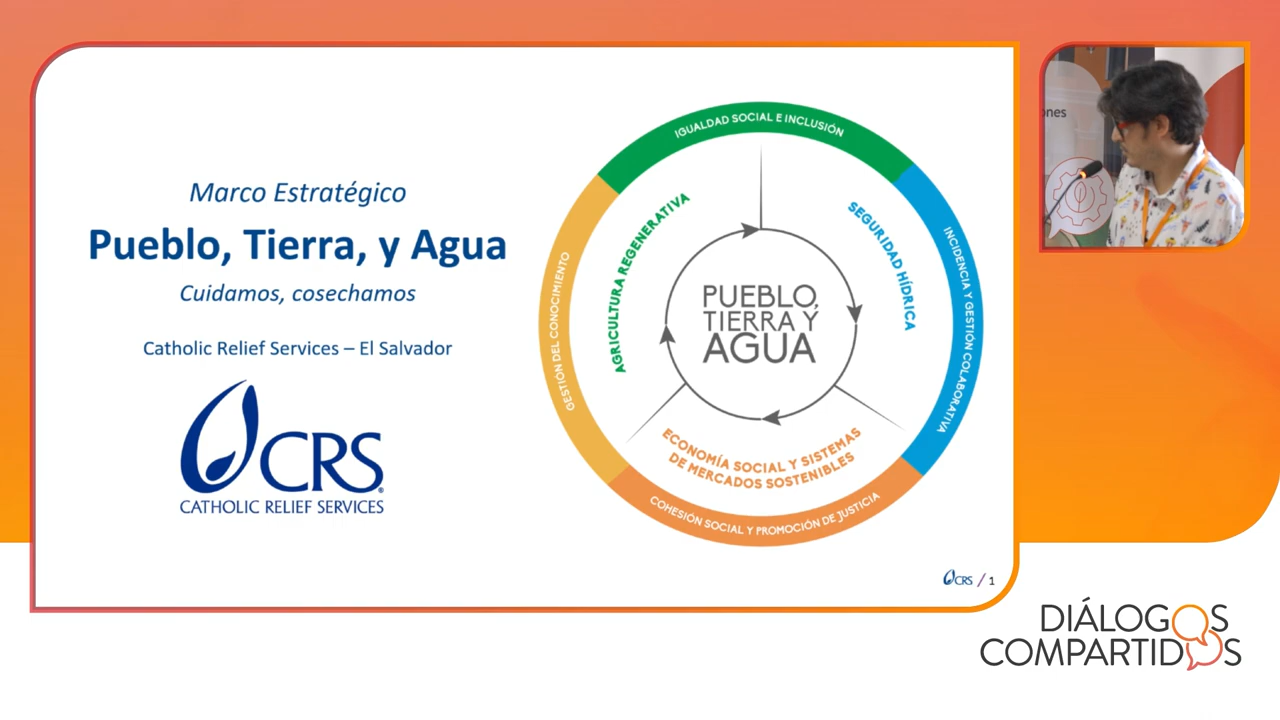 Marco Estratégico
Pueblo, Tierra, y Agua
Cuidamos, cosechamos
Catholic Relief Services – El Salvador
CRS®
CATHOLIC RELIEF SERVICES
IGUALDAD SOCIAL E INCLUSIÓN
INCIDENCIA Y GESTIÓN COLABORATIVA
COHESIÓN SOCIAL Y PROMOCIÓN DE JUSTICIA
GESTIÓN DEL CONOCIMIENTO
AGRICULTURA REGENERATIVA
SEGURIDAD HÍDRICA
ECONOMÍA SOCIAL Y SISTEMAS
DE MERCADOS SOSTENIBLES
PUEBLO,
TIERRA Y
AGUA
CRS / 1
ones
DIÁLOGOS
COMPARTIDOS